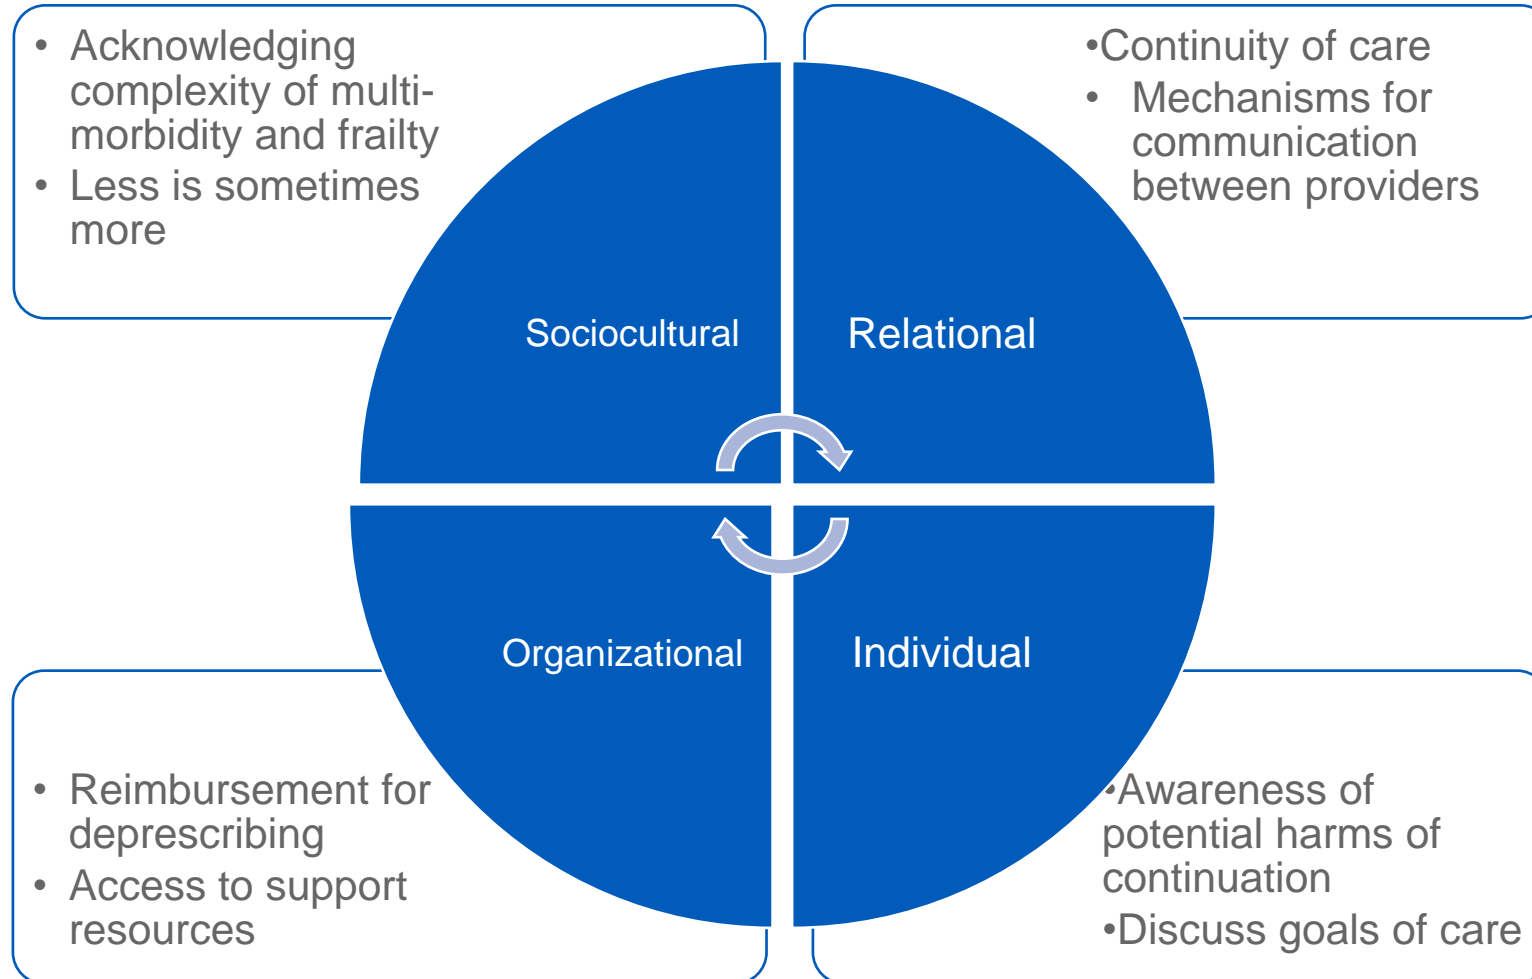 • Acknowledging
complexity of multi-
morbidity and frailty
• Less is sometimes
more
•Continuity of care
• Mechanisms for
communication
between providers
Sociocultural
Relational
Organizational
Individual
• Reimbursement for
deprescribing
• Access to support
resources
•Awareness of
potential harms of
continuation
•Discuss goals of care